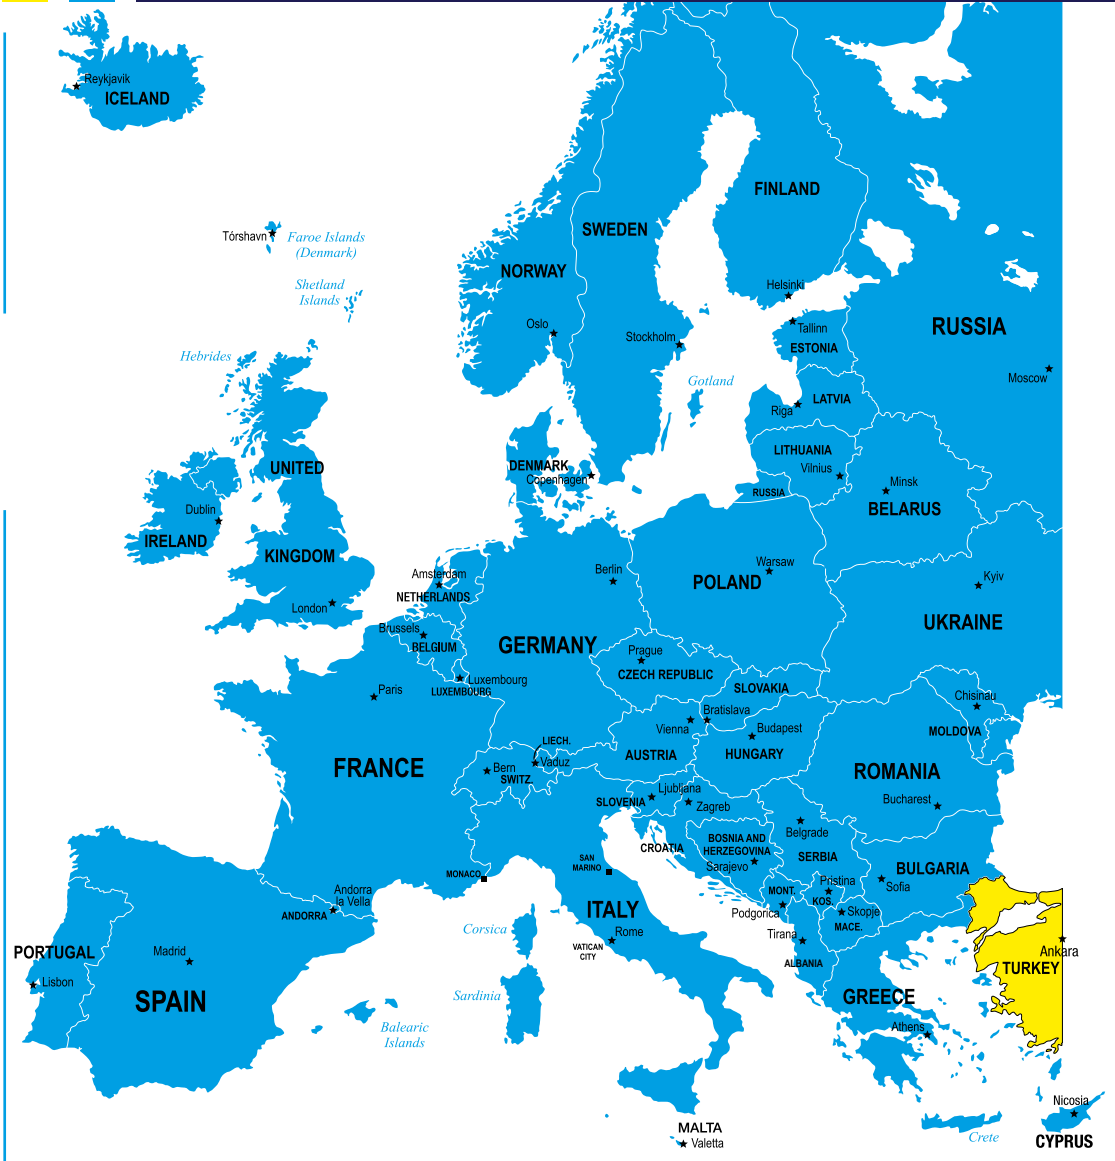 Reykjavik
ICELAND
FINLAND
SWEDEN
Tórshavn
Faroe Islands
(Denmark)
NORWAY
Shetland
Islands
Helsinki
Oslo
Tallinn
RUSSIA
Stockholm
ESTONIA
Hebrides
Moscow
Gotland
Riga
LATVIA
LITHUANIA
UNITED
DENMARK
Copenhagen
Vilnius
Minsk
RUSSIA
BELARUS
Dublin
IRELAND
KINGDOM
Amsterdam
NETHERLANDS
Berlin
Warsaw
POLAND
Kyiv
London
UKRAINE
Brussels
BELGIUM
GERMANY
Prague
CZECH REPUBLIC
Luxembourg
LUXEMBOURG
SLOVAKIA
Paris
Chisinau
Bratislava
Vienna
Budapest
MOLDOVA
LIECH.
AUSTRIA
HUNGARY
FRANCE
Bern
Vaduz
SWITZ.
ROMANIA
Ljubljana
SLOVENIA
Zagreb
Bucharest
Belgrade
BOSNIA AND
HERZEGOVINA
CROATIA
SERBIA
Sarajevo
SAN
MARINO
MONACO
BULGARIA
Pristina
Sofia
Andorra
la Vella
MONT.
KOS.
ANDORRA
ITALY
Podgorica
Skopje
MACE.
Corsica
Rome
Tirana
VATICAN
CITY
PORTUGAL
Madrid
Ankara
ALBANIA
TURKEY
Lisbon
SPAIN
Sardinia
GREECE
Balearic
Islands
Athens
Nicosia
MALTA
Valetta
Crete
CYPRUS